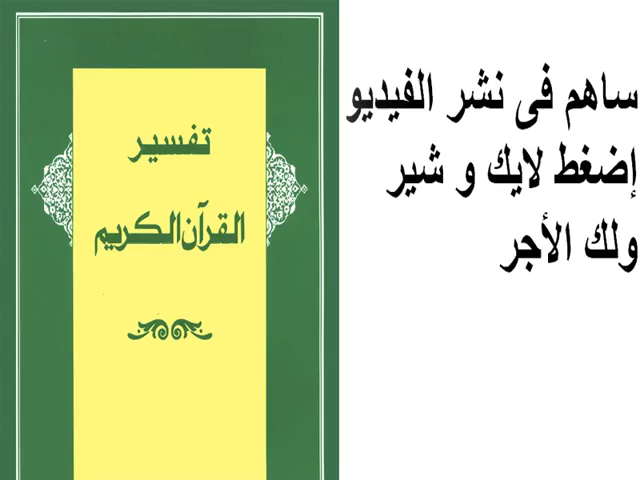 ساهم فى نشر الفيديو
إضغط لايك و شير
ولك الأجر
تفسير
القرآن الكريم